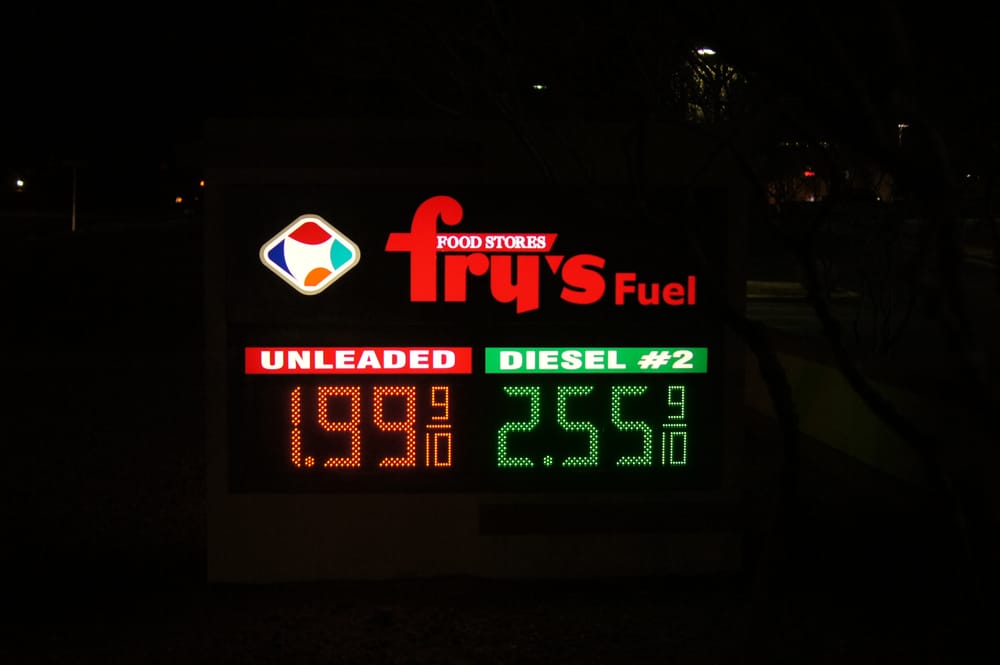 FOOD STORES
fry's Fuel
UNLEADED DIESEL #2
1.99 9/10 2.55 9/10